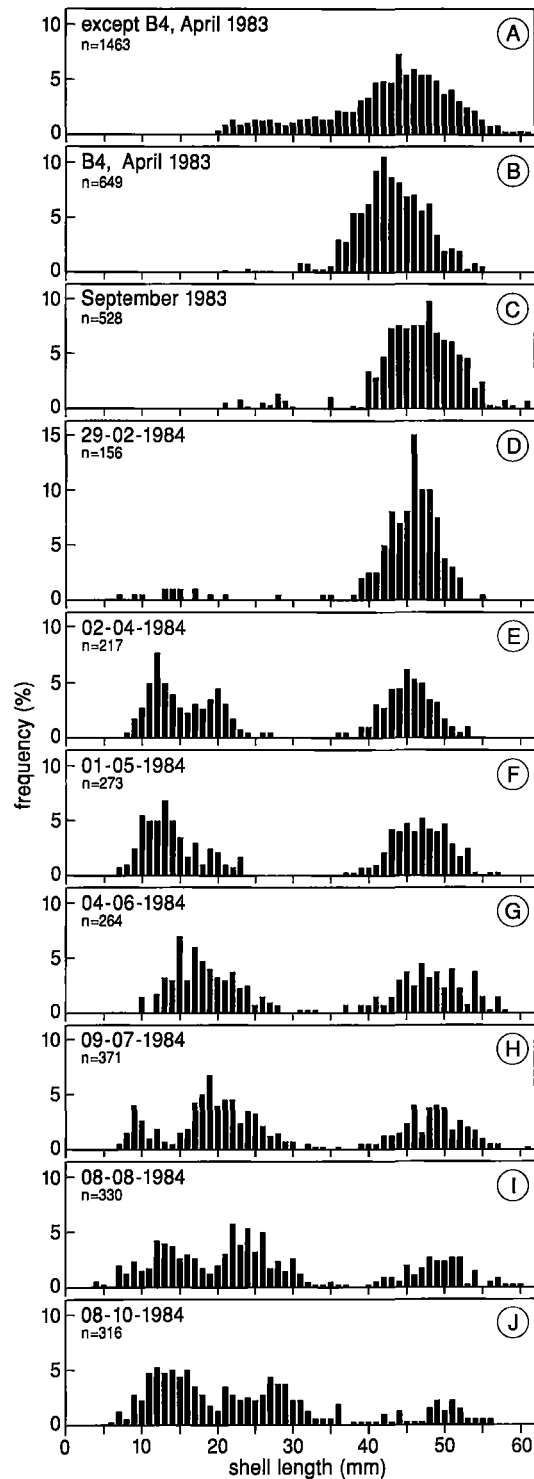 10
except B4, April 1983
n=1463
A
5
0
10
B4, April 1983
n=649
B
5
0
10
September 1983
n=528
C
5
0
15
29-02-1984
n=156
D
10
5
0
10
02-04-1984
n=217
E
5
0
10
01-05-1984
n=273
F
5
0
10
04-06-1984
n=264
G
5
0
10
09-07-1984
n=371
H
5
0
10
08-08-1984
n=330
I
5
0
10
08-10-1984
n=316
J
5
0
frequency (%)
0 10 20 30 40 50 60
shell length (mm)